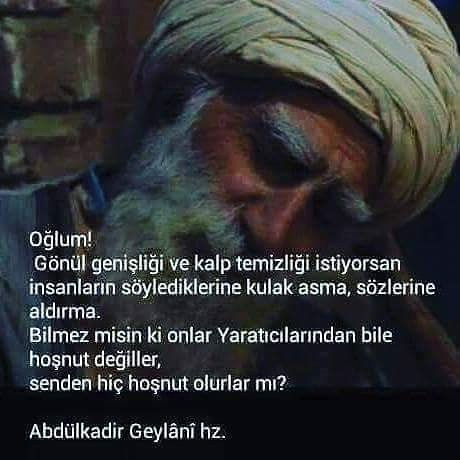 Oğlum!
Gönül genişliği ve kalp temizliği istiyorsan
insanların söylediklerine kulak asma, sözlerine
aldırma.
Bilmez misin ki onlar Yaratıcılarından bile
hoşnut değiller,
senden hiç hoşnut olurlar mı?
Abdülkadir Geylânî hz.